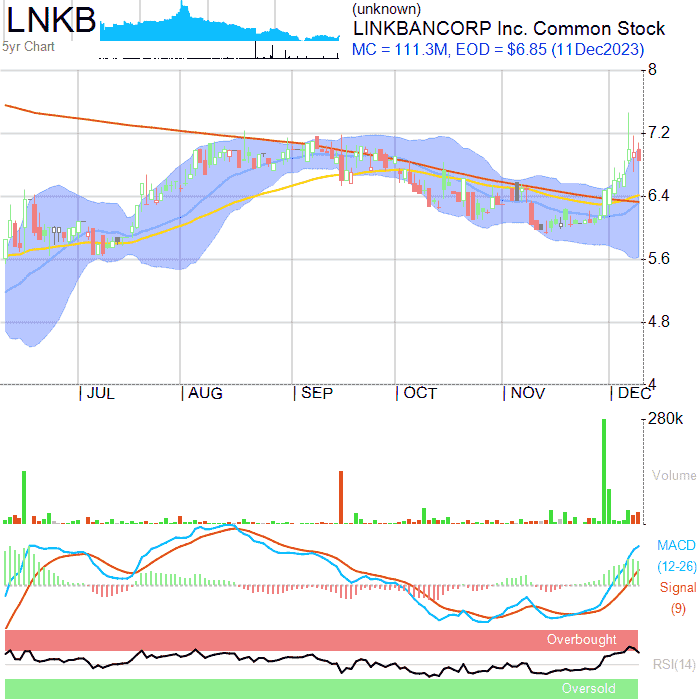 LNKB
5yr Chart
(unknown)
LINKBANCORP Inc. Common Stock
MC = 111.3M, EOD = $6.85 (11Dec2023)
8
7.2
6.4
5.6
4.8
4
JUL AUG SEP OCT NOV DEC
280k
Volume
MACD
(12-26)
Signal
(9)
Overbought
RSI(14)
Oversold